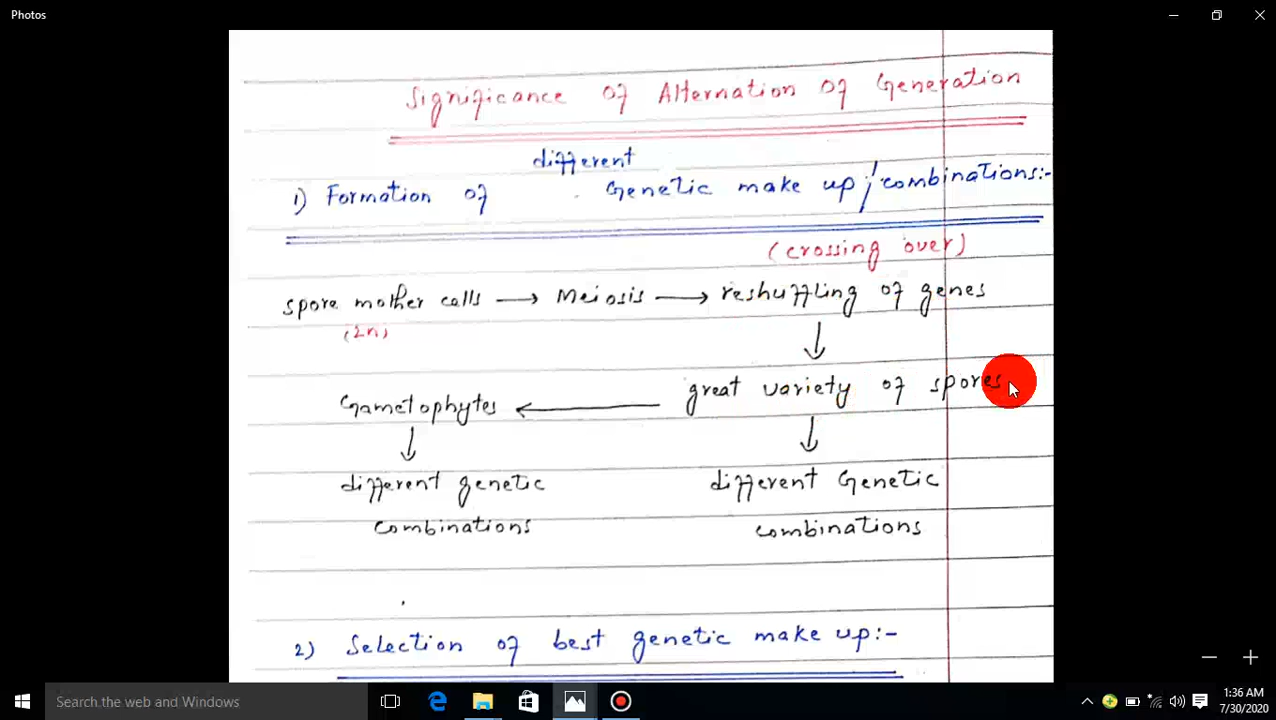 Photos
Significance of Alternation of Generation
different
1) Formation of Genetic make up / combinations:-
(crossing over)
spore mother cells → Meiosis → reshuffling of genes
(2n)
↓
Gametophytes ← great variety of spores
↓ ↓
different genetic different Genetic
combinations combinations
2) Selection of best genetic make up:-
Search the web and Windows
1:36 AM
7/30/2020